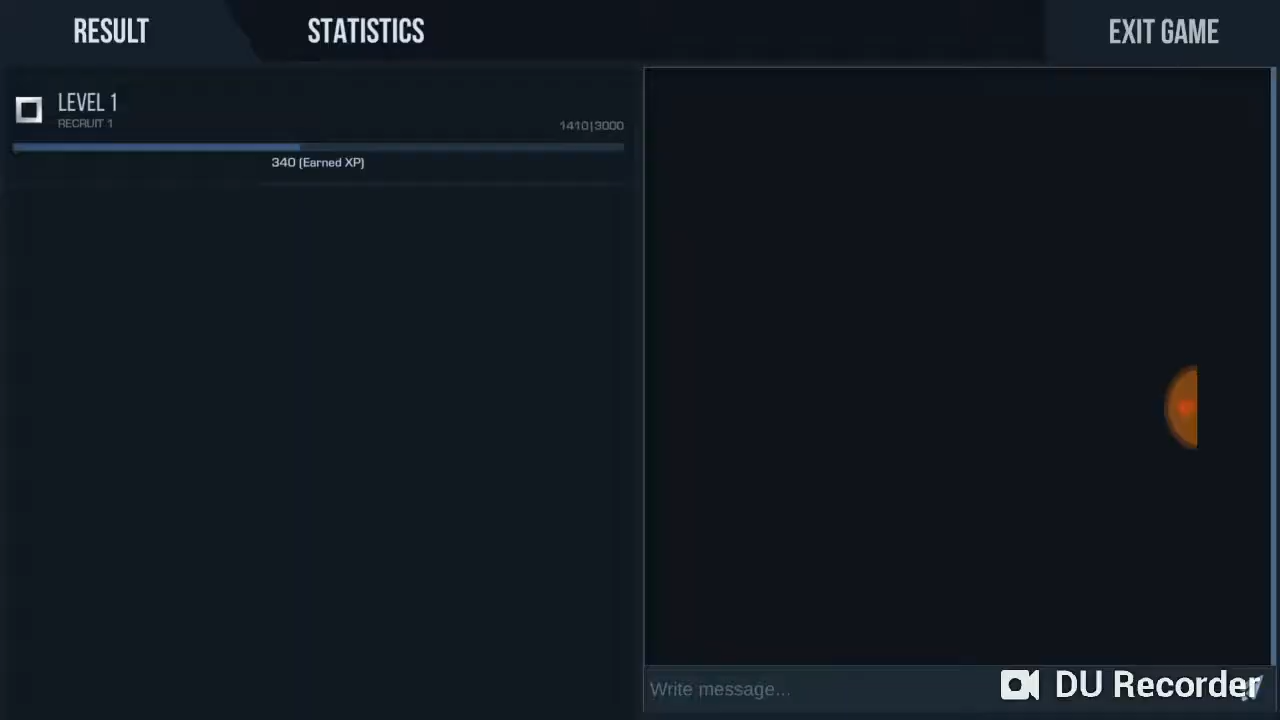 RESULT
STATISTICS
EXIT GAME
LEVEL 1
RECRUIT 1
1410|3000
340 (Earned XP)
Write message...
DU Recorder